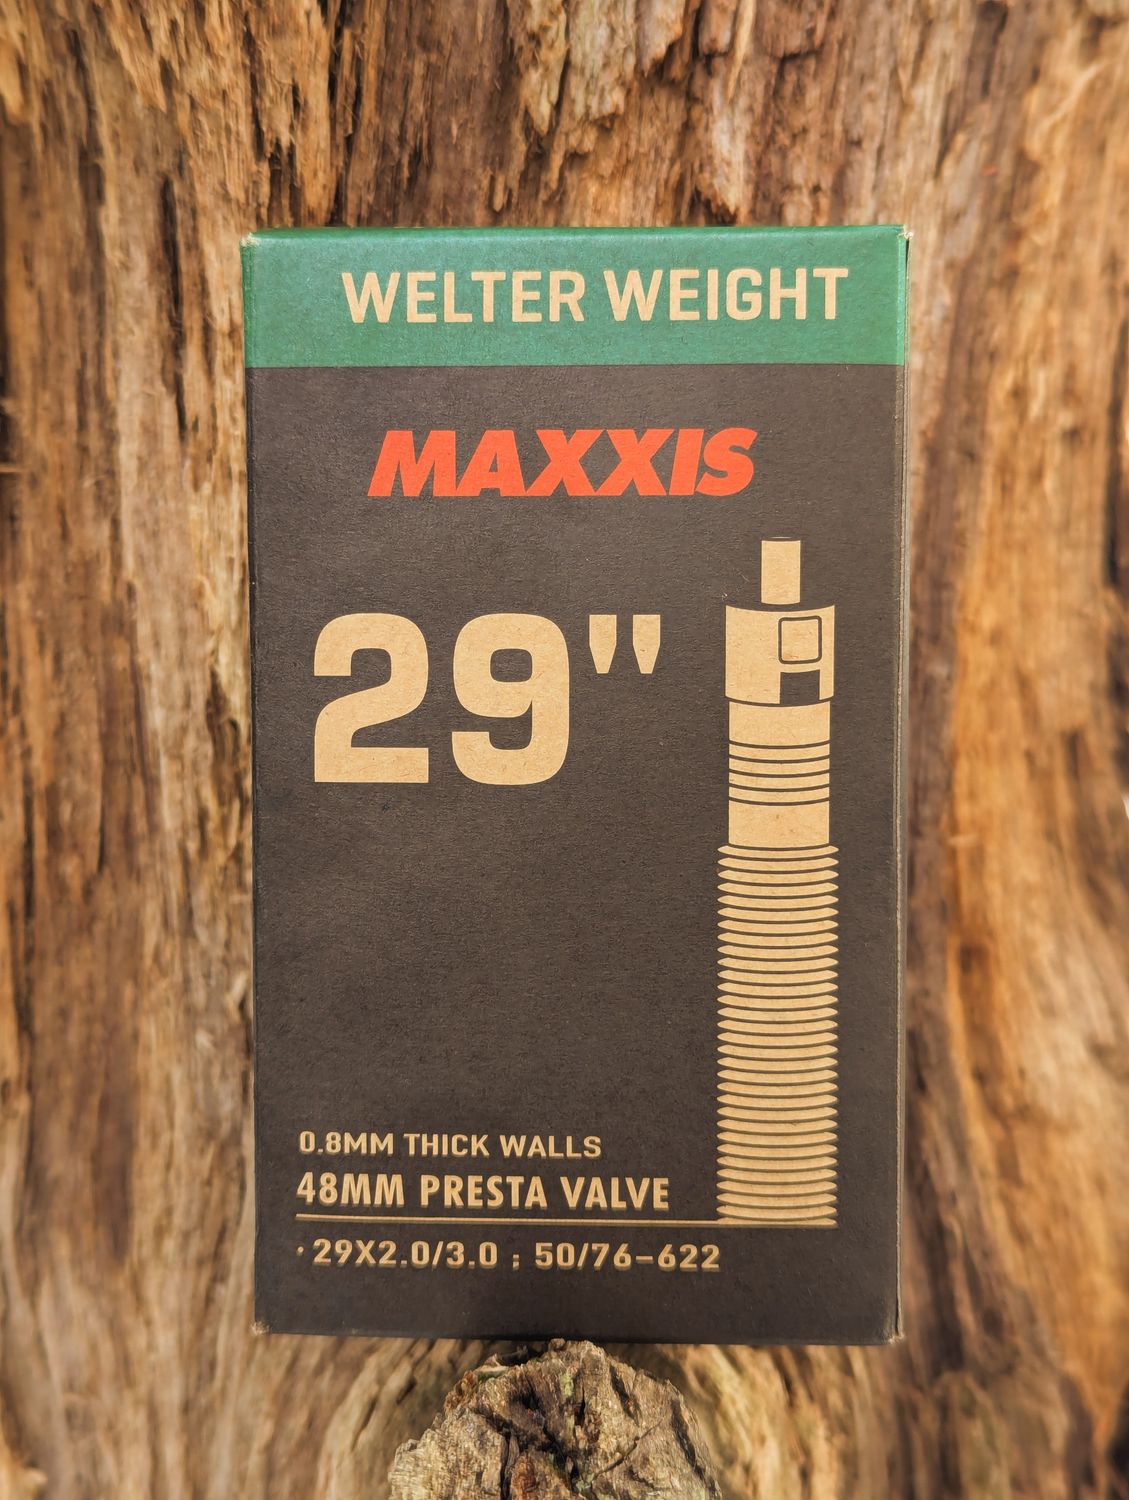 WELTER WEIGHT
MAXXIS
29"
0.8MM THICK WALLS
48MM PRESTA VALVE
· 29X2.0/3.0 ; 50/76-622